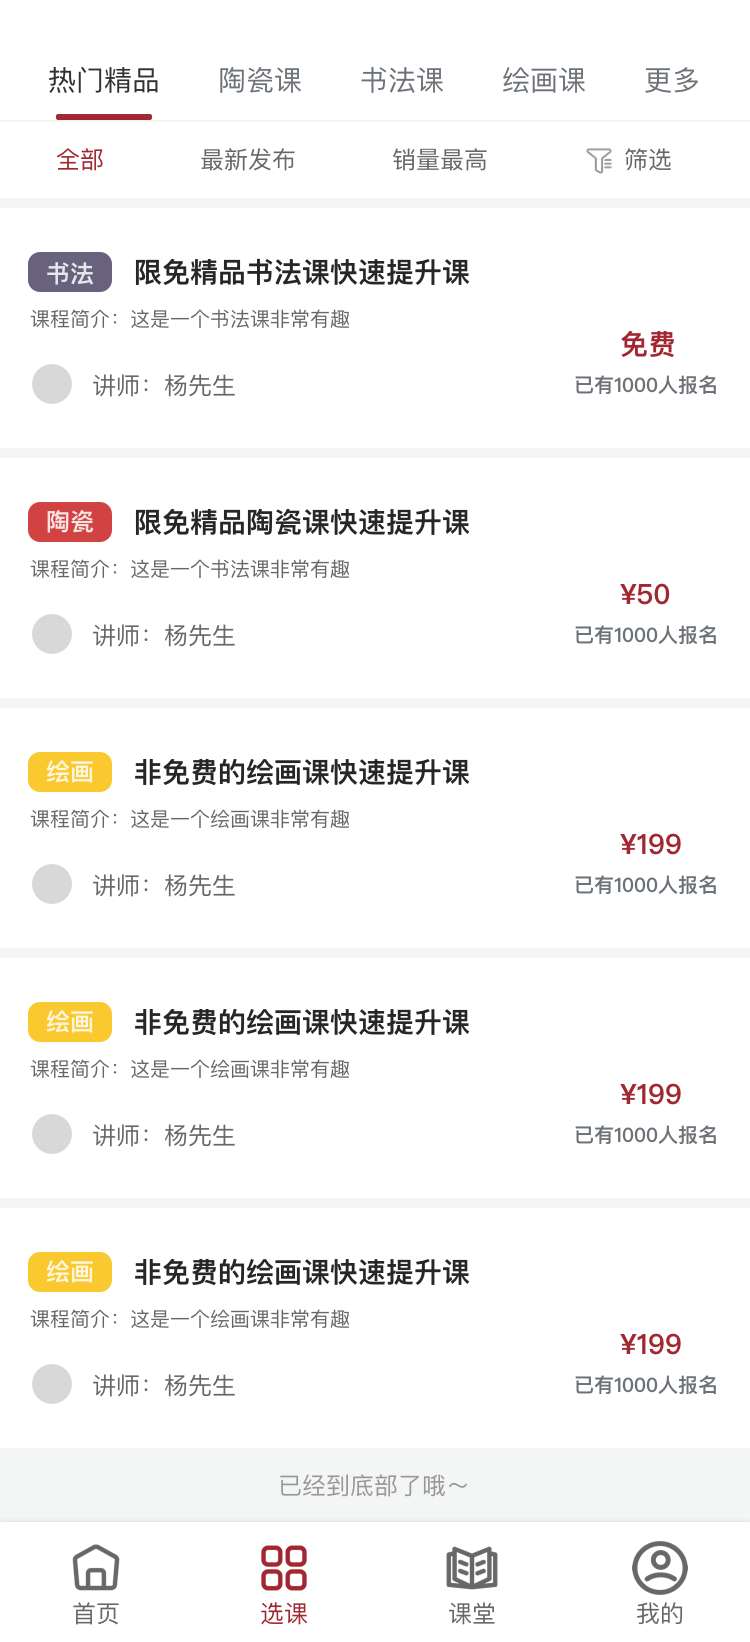 热门精品 陶瓷课 书法课 绘画课 更多
全部 最新发布 销量最高 筛选
书法 限免精品书法课快速提升课
课程简介：这是一个书法课非常有趣
免费
讲师：杨先生 已有1000人报名
陶瓷 限免精品陶瓷课快速提升课
课程简介：这是一个书法课非常有趣
¥50
讲师：杨先生 已有1000人报名
绘画 非免费的绘画课快速提升课
课程简介：这是一个绘画课非常有趣
¥199
讲师：杨先生 已有1000人报名
绘画 非免费的绘画课快速提升课
课程简介：这是一个绘画课非常有趣
¥199
讲师：杨先生 已有1000人报名
绘画 非免费的绘画课快速提升课
课程简介：这是一个绘画课非常有趣
¥199
讲师：杨先生 已有1000人报名
已经到底部了哦～
首页 选课 课堂 我的